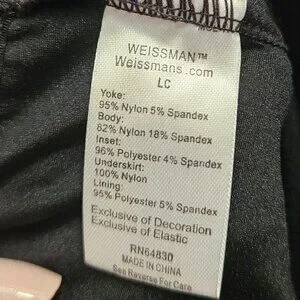 WEISSMAN™
Weissmans.com
LC
Yoke:
95% Nylon 5% Spandex
Body:
82% Nylon 18% Spandex
Inset:
96% Polyester 4% Spandex
Underskirt:
100% Nylon
Lining:
95% Polyester 5% Spandex
Exclusive of Decoration
Exclusive of Elastic
RN64830
MADE IN CHINA
See Reverse For Care